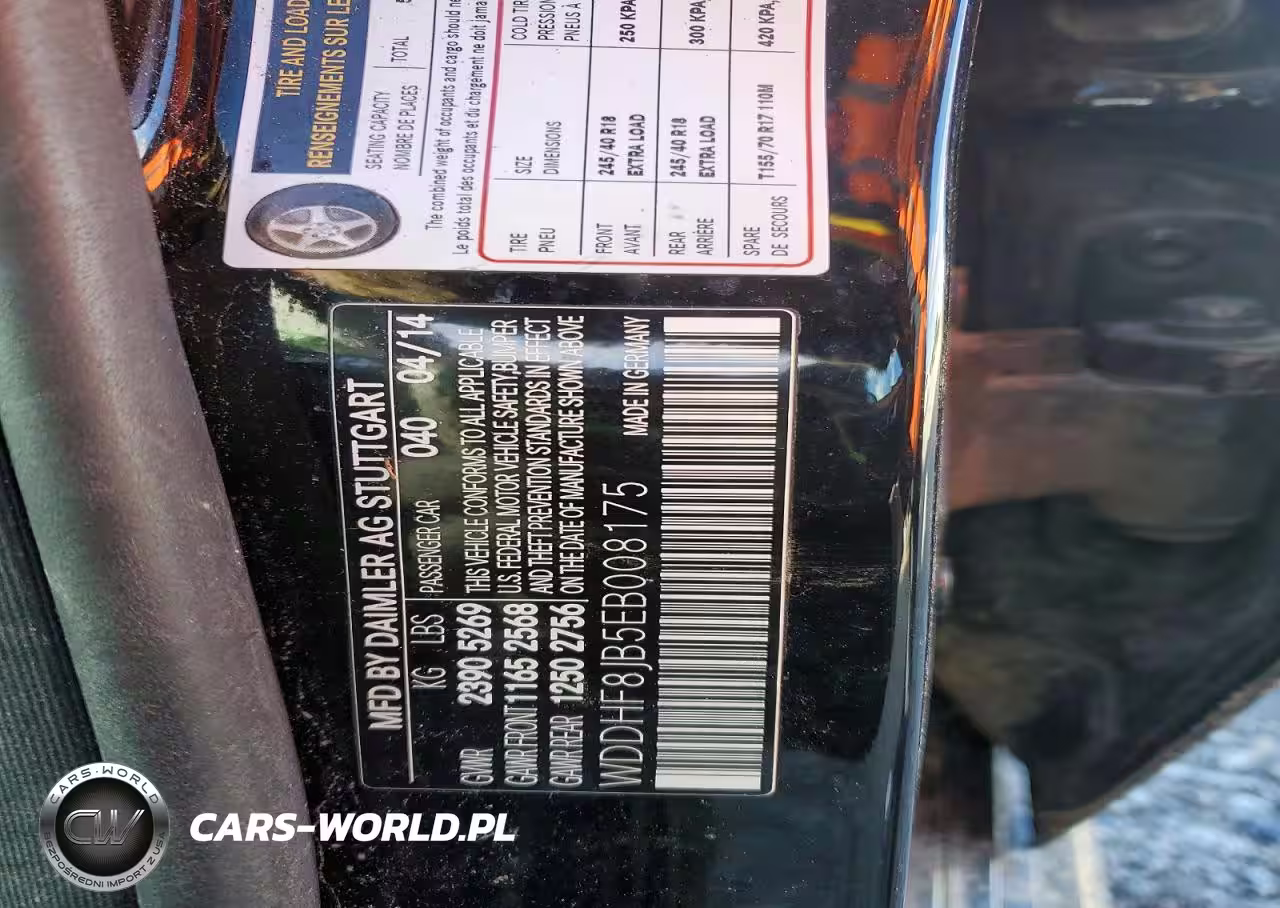 TIRE AND LOAD
RENSEIGNEMENTS SUR LE
SEATING CAPACITY
NOMBRE DE PLACES
TOTAL
The combined weight of occupants and cargo should
Le poids total des occupants et du chargement ne doit jama
TIRE
PNEU
SIZE
DIMENSIONS
COLD
PRESSION
PNEUS À
FRONT
AVANT
245/40 R18
EXTRA LOAD
250 KPA,
REAR
ARRIÈRE
245/40 R18
EXTRA LOAD
300 KPA,
SPARE
DE SECOURS
T155/70 R17 110M
420 KPA,
MFD BY DAIMLER AG STUTTGART
KG LBS PASSENGER CAR 040 04/14
GVWR 2390 5269
GAWR FRONT 1165 2568
GAWR REAR 1250 2756
THIS VEHICLE CONFORMS TO ALL APPLICABLE
U.S. FEDERAL MOTOR VEHICLE SAFETY, BUMPER
AND THEFT PREVENTION STANDARDS IN EFFECT
ON THE DATE OF MANUFACTURE SHOWN ABOVE
WDDHF8JB5EB008175 MADE IN GERMANY
CARS-WORLD
CW
BEZPOŚREDNI IMPORT Z USA
CARS-WORLD.PL